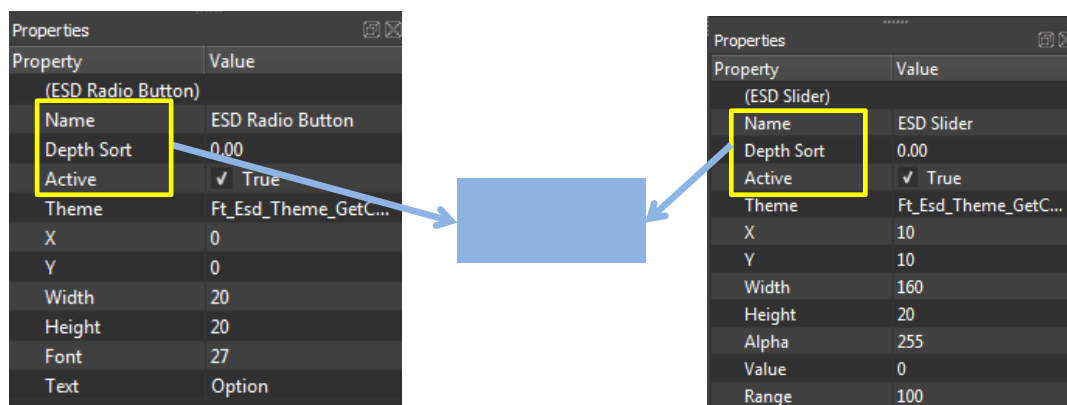 Properties
Property Value
(ESD Radio Button)
Name ESD Radio Button
Depth Sort 0.00
Active True
Theme Ft_Esd_Theme_GetC...
X 0
Y 0
Width 20
Height 20
Font 27
Text Option
Properties
Property Value
(ESD Slider)
Name ESD Slider
Depth Sort 0.00
Active True
Theme Ft_Esd_Theme_GetC...
X 10
Y 10
Width 160
Height 20
Alpha 255
Value 0
Range 100